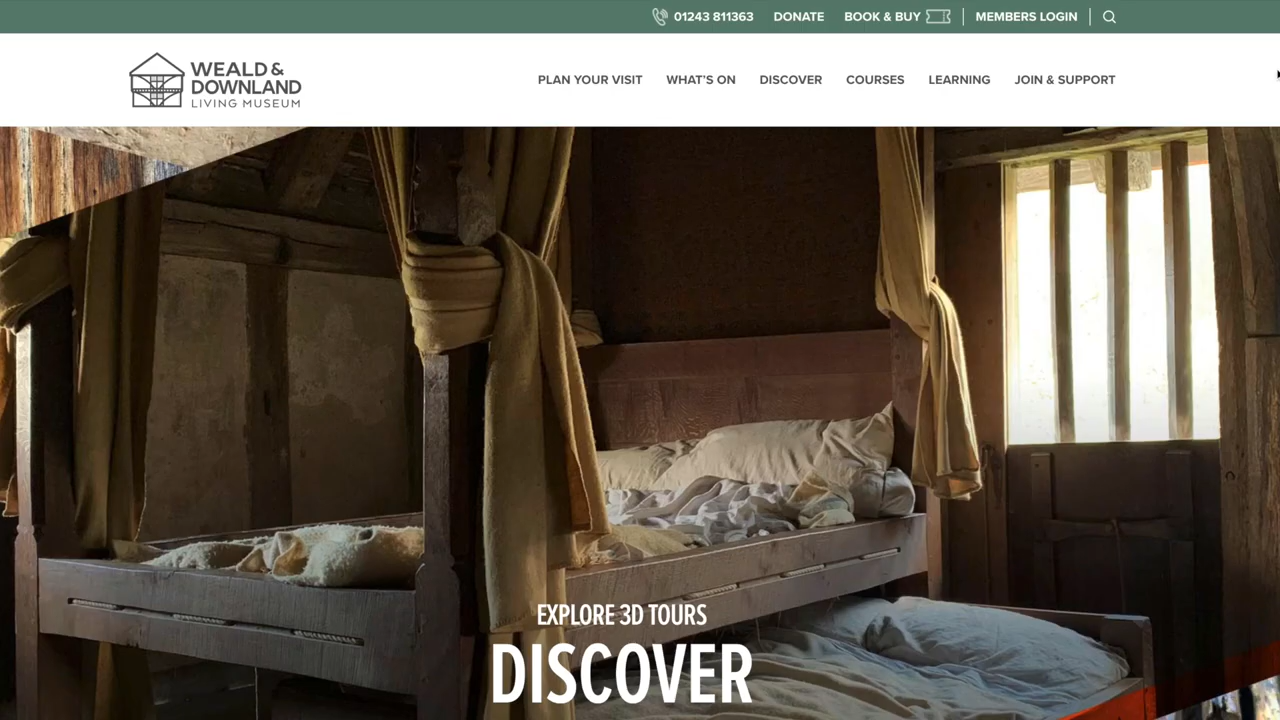 01243 811363 DONATE BOOK & BUY MEMBERS LOGIN
WEALD &
DOWNLAND
LIVING MUSEUM
PLAN YOUR VISIT WHAT'S ON DISCOVER COURSES LEARNING JOIN & SUPPORT
EXPLORE 3D TOURS
DISCOVER